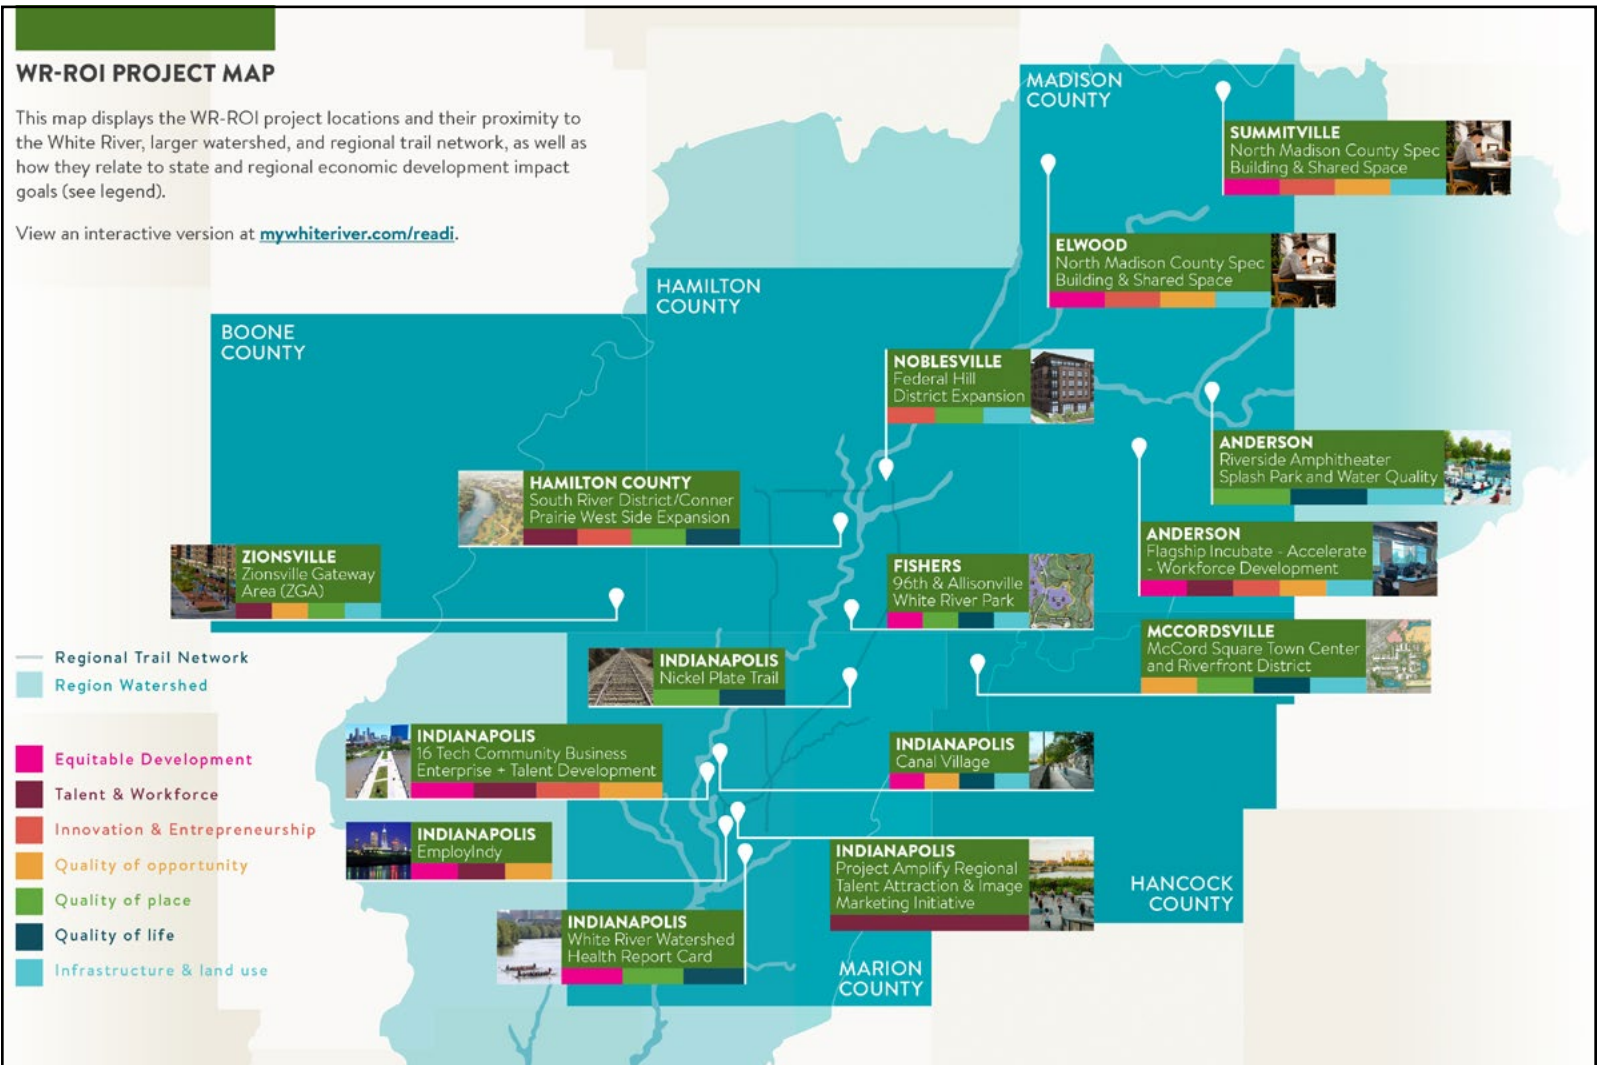 WR-ROI PROJECT MAP
This map displays the WR-ROI project locations and their proximity to
the White River, larger watershed, and regional trail network, as well as
how they relate to state and regional economic development impact
goals (see legend).
View an interactive version at mywhiteriver.com/readi.
MADISON
COUNTY
SUMMITVILLE
North Madison County Spec
Building & Shared Space
ELWOOD
North Madison County Spec
Building & Shared Space
HAMILTON
COUNTY
BOONE
COUNTY
NOBLESVILLE
Federal Hill
District Expansion
ANDERSON
Riverside Amphitheater
Splash Park and Water Quality
HAMILTON COUNTY
South River District/Conner
Prairie West Side Expansion
ANDERSON
Flagship Incubate - Accelerate
- Workforce Development
ZIONSVILLE
Zionsville Gateway
Area (ZGA)
FISHERS
96th & Allisonville
White River Park
MCCORDSVILLE
McCord Square Town Center
and Riverfront District
INDIANAPOLIS
Nickel Plate Trail
Regional Trail Network
Region Watershed
INDIANAPOLIS
16 Tech Community Business
Enterprise + Talent Development
INDIANAPOLIS
Canal Village
Equitable Development
Talent & Workforce
Innovation & Entrepreneurship
Quality of opportunity
Quality of place
Quality of life
Infrastructure & land use
INDIANAPOLIS
EmployIndy
INDIANAPOLIS
Project Amplify Regional
Talent Attraction & Image
Marketing Initiative
HANCOCK
COUNTY
INDIANAPOLIS
White River Watershed
Health Report Card
MARION
COUNTY